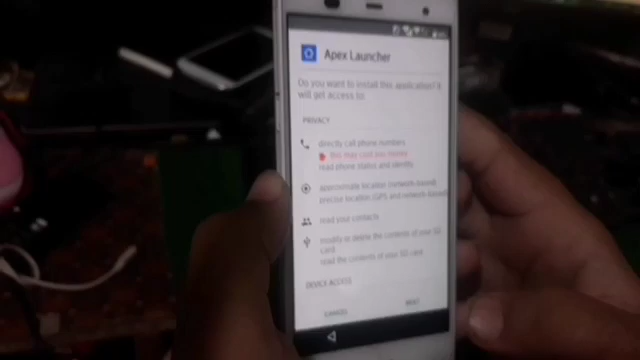 Apex Launcher
Do you want to install this application? It
will get access to:
PRIVACY
directly call phone numbers
this may cost you money
read phone status and identity
approximate location (network-based)
precise location (GPS and network-based)
read your contacts
modify or delete the contents of your SD
card
read the contents of your SD card
DEVICE ACCESS
CANCEL
NEXT